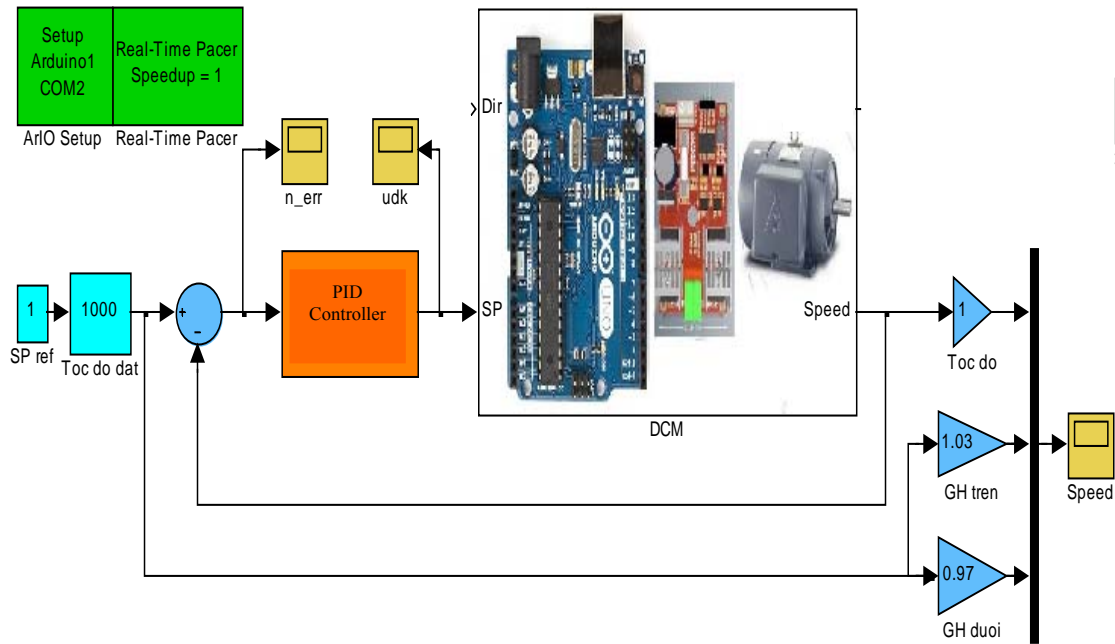 Setup
Arduino1
COM2
Real-Time Pacer
Speedup = 1
ArIO Setup
Real-Time Pacer
n_err
udk
Dir
1
SP ref
1000
Toc do dat
+
-
PID
Controller
SP
UNO
ARDUINO
Speed
DCM
1
Toc do
1.03
GH tren
0.97
GH duoi
Speed